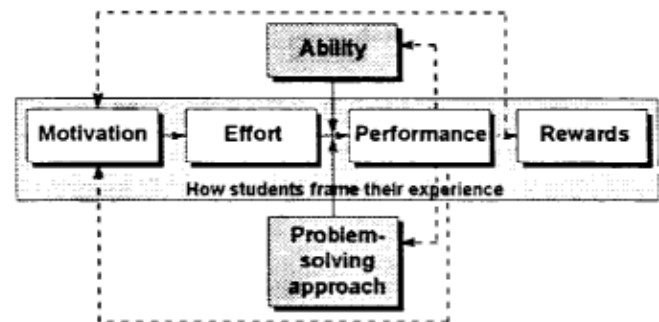 Ability
Motivation Effort Performance Rewards
How students frame their experience
Problem-
solving
approach